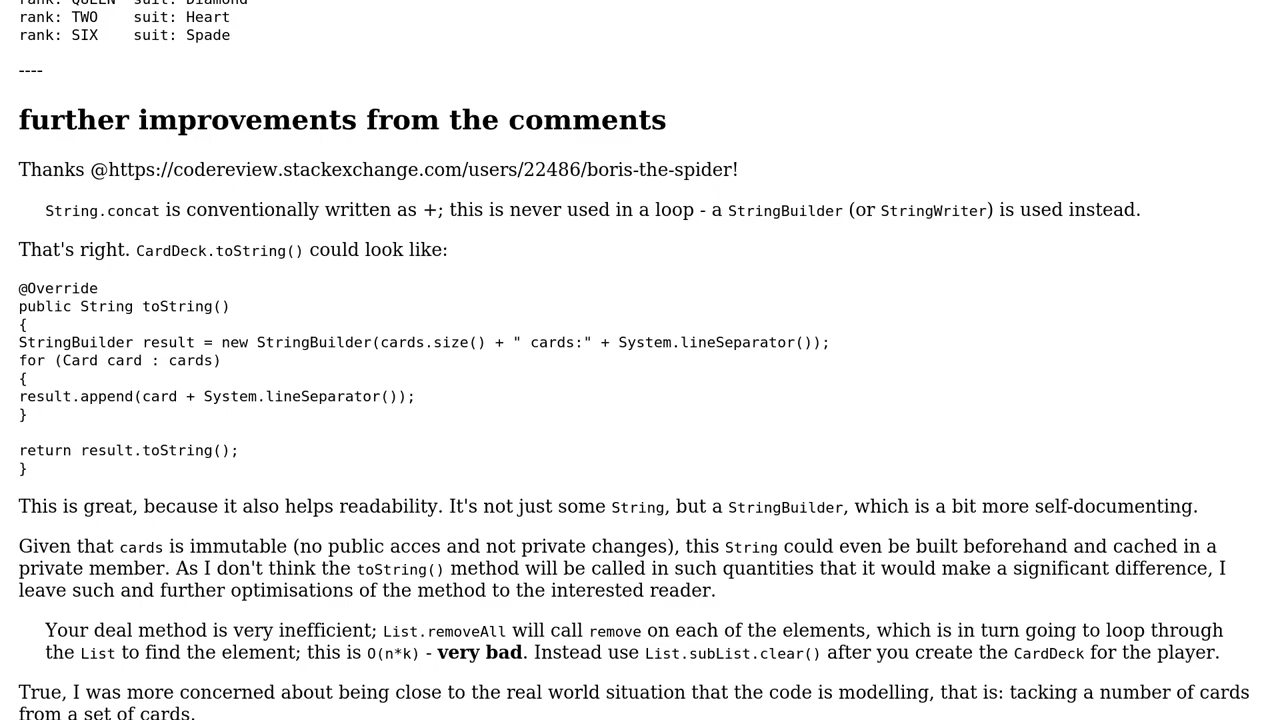 rank: QUEEN  suit: Diamond
rank: TWO    suit: Heart
rank: SIX    suit: Spade
----
further improvements from the comments
Thanks @https://codereview.stackexchange.com/users/22486/boris-the-spider!
String.concat is conventionally written as +; this is never used in a loop - a StringBuilder (or StringWriter) is used instead.
That's right. CardDeck.toString() could look like:
@Override
public String toString()
{
StringBuilder result = new StringBuilder(cards.size() + " cards:" + System.lineSeparator());
for (Card card : cards)
{
result.append(card + System.lineSeparator());
}
return result.toString();
}
This is great, because it also helps readability. It's not just some String, but a StringBuilder, which is a bit more self-documenting.
Given that cards is immutable (no public acces and not private changes), this String could even be built beforehand and cached in a
private member. As I don't think the toString() method will be called in such quantities that it would make a significant difference, I
leave such and further optimisations of the method to the interested reader.
Your deal method is very inefficient; List.removeAll will call remove on each of the elements, which is in turn going to loop through
the List to find the element; this is O(n*k) - very bad. Instead use List.subList.clear() after you create the CardDeck for the player.
True, I was more concerned about being close to the real world situation that the code is modelling, that is: tacking a number of cards
from a set of cards.